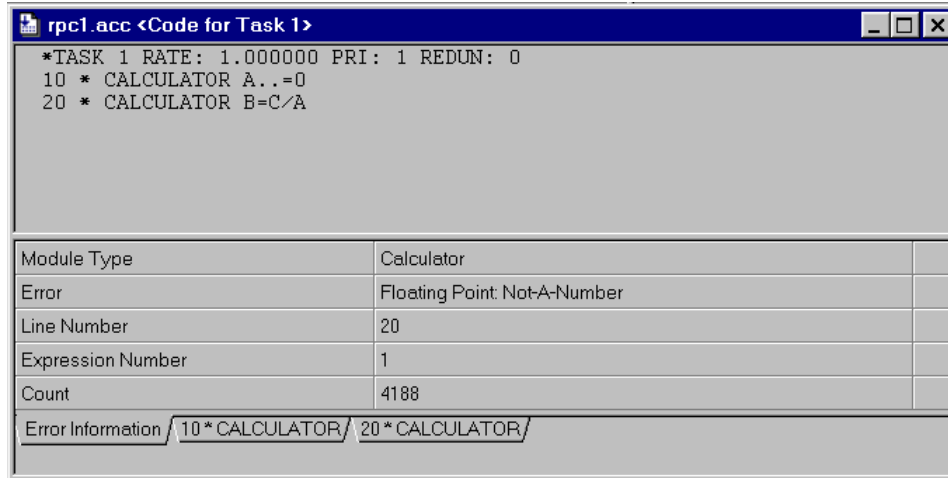 rpc1.acc <Code for Task 1>
*TASK 1 RATE: 1.000000 PRI: 1 REDUN: 0
10 * CALCULATOR A..=0
20 * CALCULATOR B=C/A
Module Type Calculator
Error Floating Point: Not-A-Number
Line Number 20
Expression Number 1
Count 4188
Error Information 10 * CALCULATOR 20 * CALCULATOR